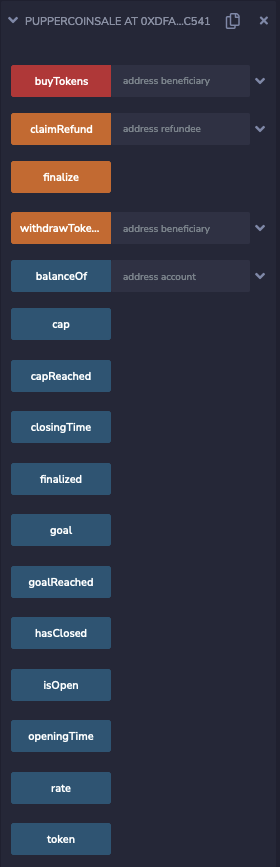 PUPPERCOINSALE AT 0XDFA...C541
buyTokens address beneficiary
claimRefund address refundee
finalize
withdrawToke... address beneficiary
balanceOf address account
cap
capReached
closingTime
finalized
goal
goalReached
hasClosed
isOpen
openingTime
rate
token